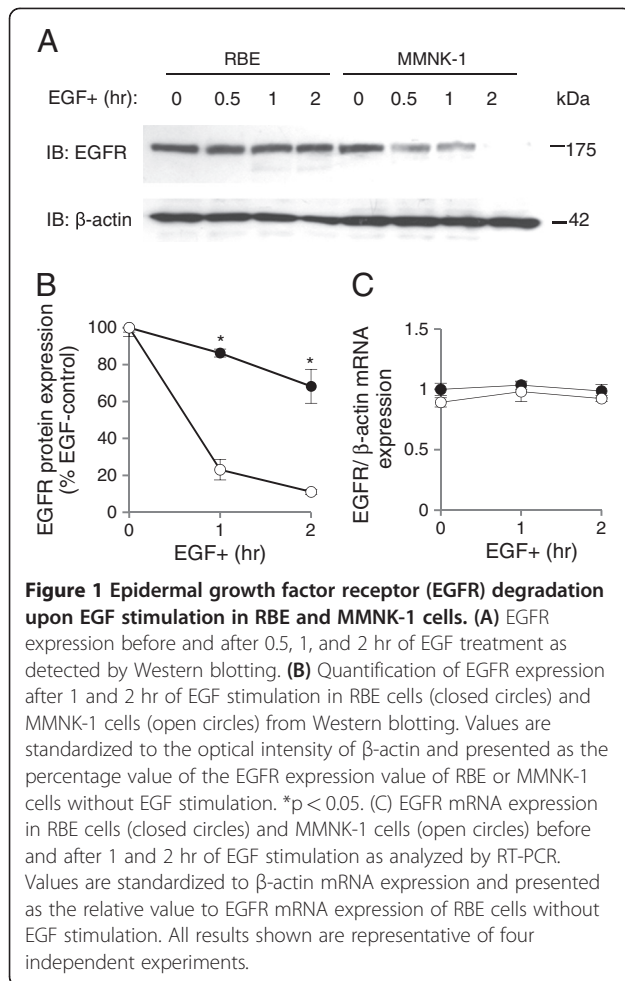 A
RBE MMNK-1
EGF+ (hr): 0 0.5 1 2 0 0.5 1 2 kDa
IB: EGFR 175
IB: β-actin 42
B
EGFR protein expression
(% EGF-control)
100
80
60
40
20
0
* *
0 1 2
EGF+ (hr)
C
EGFR/ β-actin mRNA
expression
1.5
1
0.5
0
0 1 2
EGF+ (hr)
Figure 1 Epidermal growth factor receptor (EGFR) degradation
upon EGF stimulation in RBE and MMNK-1 cells. (A) EGFR
expression before and after 0.5, 1, and 2 hr of EGF treatment as
detected by Western blotting. (B) Quantification of EGFR expression
after 1 and 2 hr of EGF stimulation in RBE cells (closed circles) and
MMNK-1 cells (open circles) from Western blotting. Values are
standardized to the optical intensity of β-actin and presented as the
percentage value of the EGFR expression value of RBE or MMNK-1
cells without EGF stimulation. *p < 0.05. (C) EGFR mRNA expression
in RBE cells (closed circles) and MMNK-1 cells (open circles) before
and after 1 and 2 hr of EGF stimulation as analyzed by RT-PCR.
Values are standardized to β-actin mRNA expression and presented
as the relative value to EGFR mRNA expression of RBE cells without
EGF stimulation. All results shown are representative of four
independent experiments.